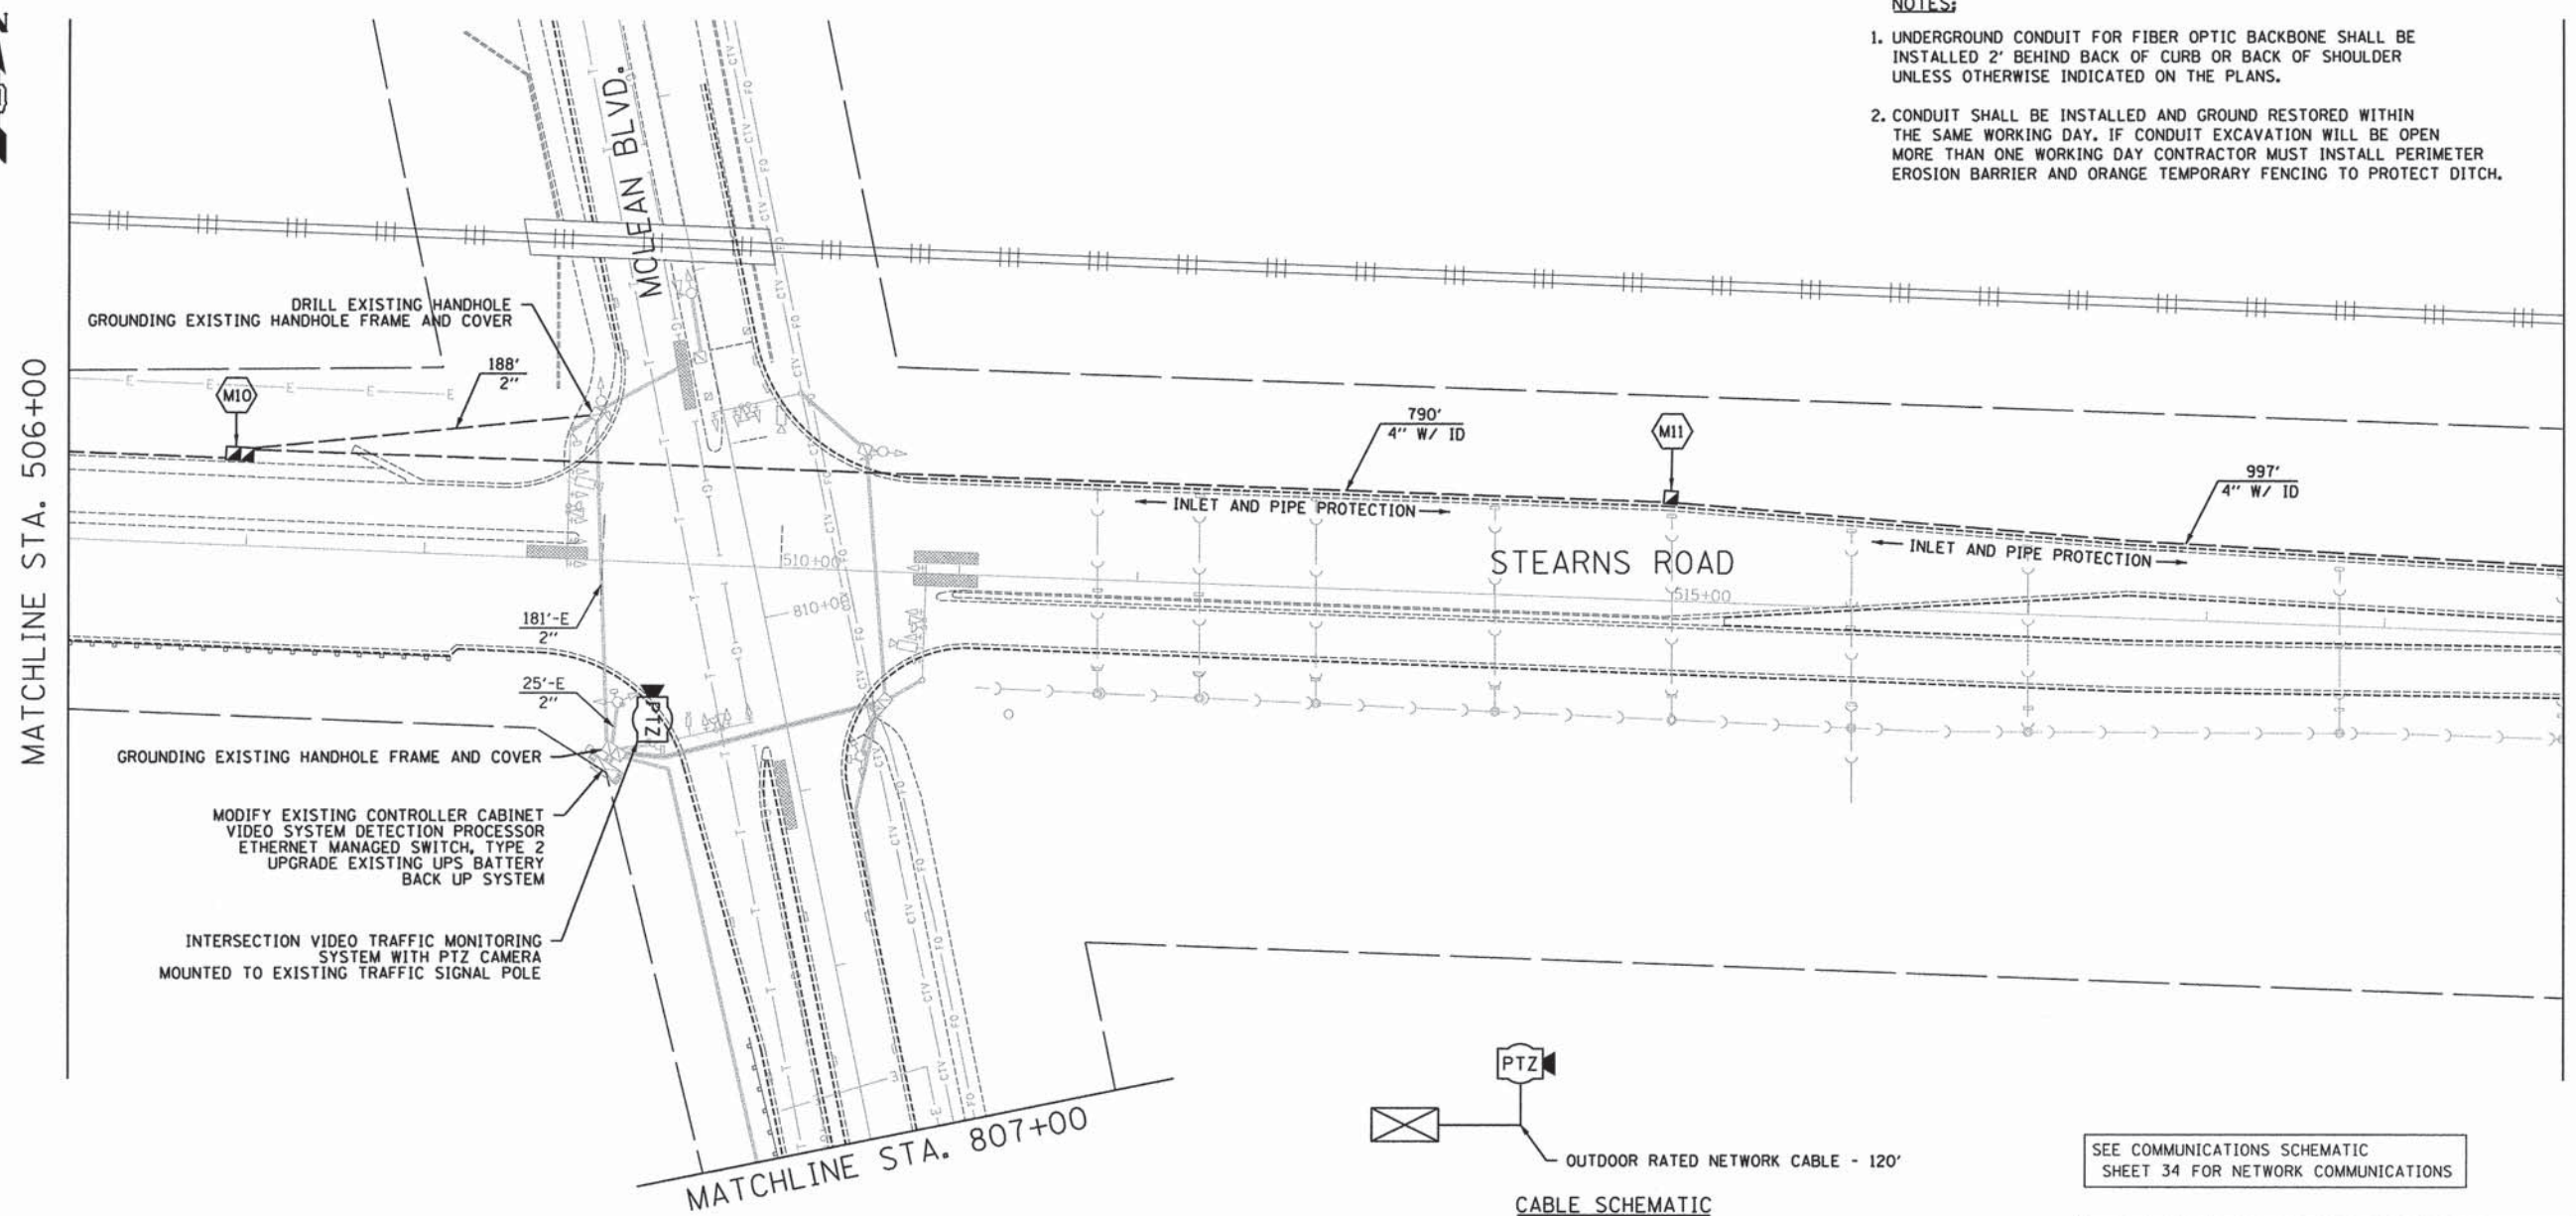 N
NOTES:
1. UNDERGROUND CONDUIT FOR FIBER OPTIC BACKBONE SHALL BE
INSTALLED 2' BEHIND BACK OF CURB OR BACK OF SHOULDER
UNLESS OTHERWISE INDICATED ON THE PLANS.
2. CONDUIT SHALL BE INSTALLED AND GROUND RESTORED WITHIN
THE SAME WORKING DAY. IF CONDUIT EXCAVATION WILL BE OPEN
MORE THAN ONE WORKING DAY CONTRACTOR MUST INSTALL PERIMETER
EROSION BARRIER AND ORANGE TEMPORARY FENCING TO PROTECT DITCH.
MCLEAN BLVD.
DRILL EXISTING HANDHOLE
GROUNDING EXISTING HANDHOLE FRAME AND COVER
188'
2"
M10
MATCHLINE STA. 506+00
790'
4" W/ ID
M11
997'
4" W/ ID
INLET AND PIPE PROTECTION
INLET AND PIPE PROTECTION
STEARNS ROAD
510+00
810+00
515+00
181'-E
2"
25'-E
2"
PTZ
GROUNDING EXISTING HANDHOLE FRAME AND COVER
MODIFY EXISTING CONTROLLER CABINET
VIDEO SYSTEM DETECTION PROCESSOR
ETHERNET MANAGED SWITCH, TYPE 2
UPGRADE EXISTING UPS BATTERY
BACK UP SYSTEM
INTERSECTION VIDEO TRAFFIC MONITORING
SYSTEM WITH PTZ CAMERA
MOUNTED TO EXISTING TRAFFIC SIGNAL POLE
MATCHLINE STA. 807+00
PTZ
OUTDOOR RATED NETWORK CABLE - 120'
CABLE SCHEMATIC
SEE COMMUNICATIONS SCHEMATIC
SHEET 34 FOR NETWORK COMMUNICATIONS